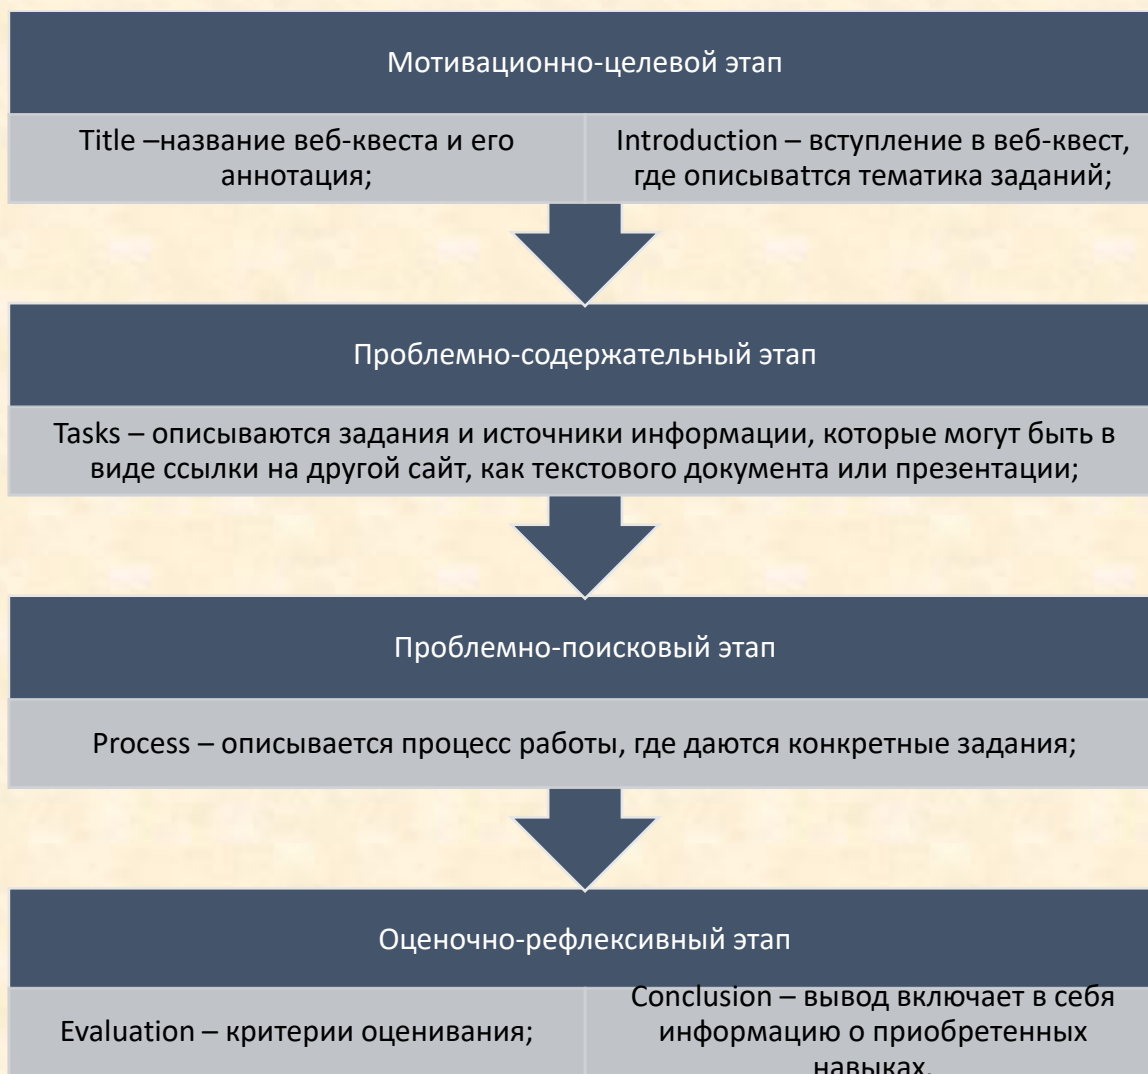 Мотивационно-целевой этап
Title –название веб-квеста и его
аннотация;
Introduction – вступление в веб-квест,
где описываттся тематика заданий;
Проблемно-содержательный этап
Tasks – описываются задания и источники информации, которые могут быть в
виде ссылки на другой сайт, как текстового документа или презентации;
Проблемно-поисковый этап
Process – описывается процесс работы, где даются конкретные задания;
Оценочно-рефлексивный этап
Evaluation – критерии оценивания;
Conclusion – вывод включает в себя
информацию о приобретенных
навыках.